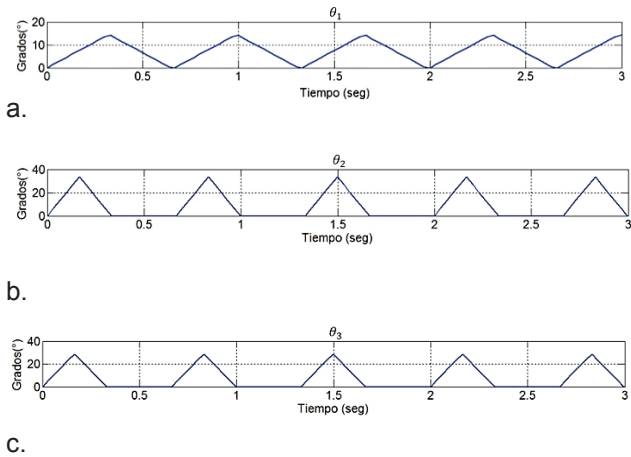 θ1
Grados(°)
20
10
0
0 0.5 1 1.5 2 2.5 3
Tiempo (seg)
a.
θ2
Grados(°)
40
20
0
0 0.5 1 1.5 2 2.5 3
Tiempo (seg)
b.
θ3
Grados(°)
40
20
0
0 0.5 1 1.5 2 2.5 3
Tiempo (seg)
c.